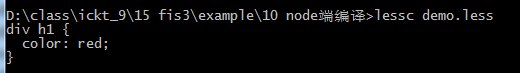 D:\class\ickt_9\15 fis3\example\10 node端编译>lessc demo.less
div h1 {
  color: red;
}